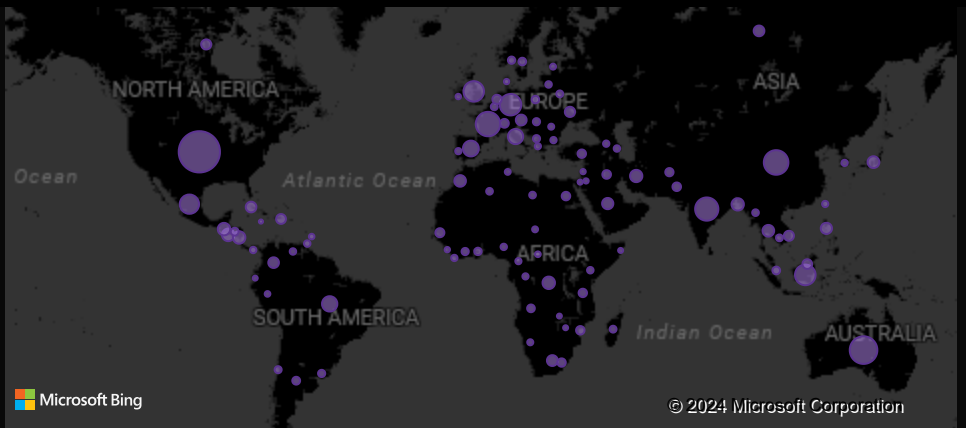 ASIA
NORTH AMERICA
EUROPE
Ocean
Atlantic Ocean
AFRICA
SOUTH AMERICA
Indian Ocean
AUSTRALIA
Microsoft Bing
© 2024 Microsoft Corporation